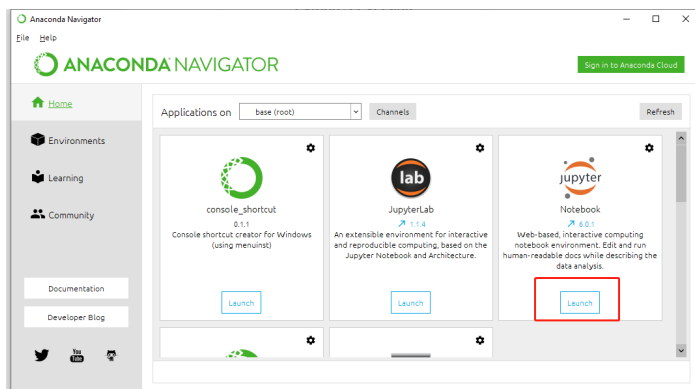 Anaconda Navigator
File Help
ANACONDA NAVIGATOR
Sign in to Anaconda Cloud
Home
Environments
Learning
Community
Documentation
Developer Blog
You
Tube
Applications on base (root) Channels Refresh
console_shortcut
0.1.1
Console shortcut creator for Windows
(using menuinst)
Launch
lab
JupyterLab
1.1.4
An extensible environment for interactive
and reproducible computing, based on the
Jupyter Notebook and Architecture.
Launch
jupyter
Notebook
6.0.1
Web-based, interactive computing
notebook environment. Edit and run
human-readable docs while describing the
data analysis.
Launch